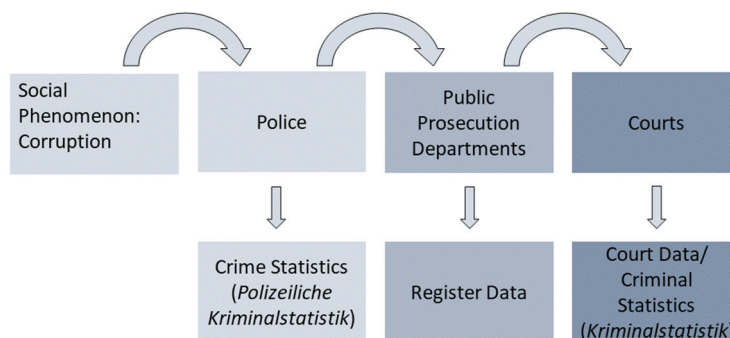 Social
Phenomenon:
Corruption
Police
Public
Prosecution
Departments
Courts
Crime Statistics
(Polizeiliche
Kriminalstatistik)
Register Data
Court Data/
Criminal
Statistics
(Kriminalstatistik)